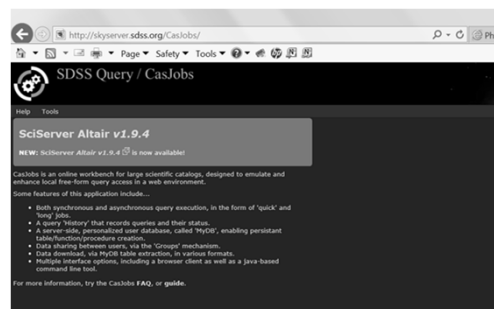 http://skyserver.sdss.org/CasJobs/
Ph
Page Safety Tools
SDSS Query / CasJobs
Help Tools
SciServer Altair v1.9.4
NEW: SciServer Altair v1.9.4 is now available!
CasJobs is an online workbench for large scientific catalogs, designed to emulate and
enhance local free-form query access in a web environment.
Some features of this application include...
• Both synchronous and asynchronous query execution, in the form of 'quick' and
'long' jobs.
• A query 'History' that records queries and their status.
• A server-side, personalized user database, called 'MyDB', enabling persistant
table/function/procedure creation.
• Data sharing between users, via the 'Groups' mechanism.
• Data download, via MyDB table extraction, in various formats.
• Multiple interface options, including a browser client as well as a java-based
command line tool.
For more information, try the CasJobs FAQ, or guide.